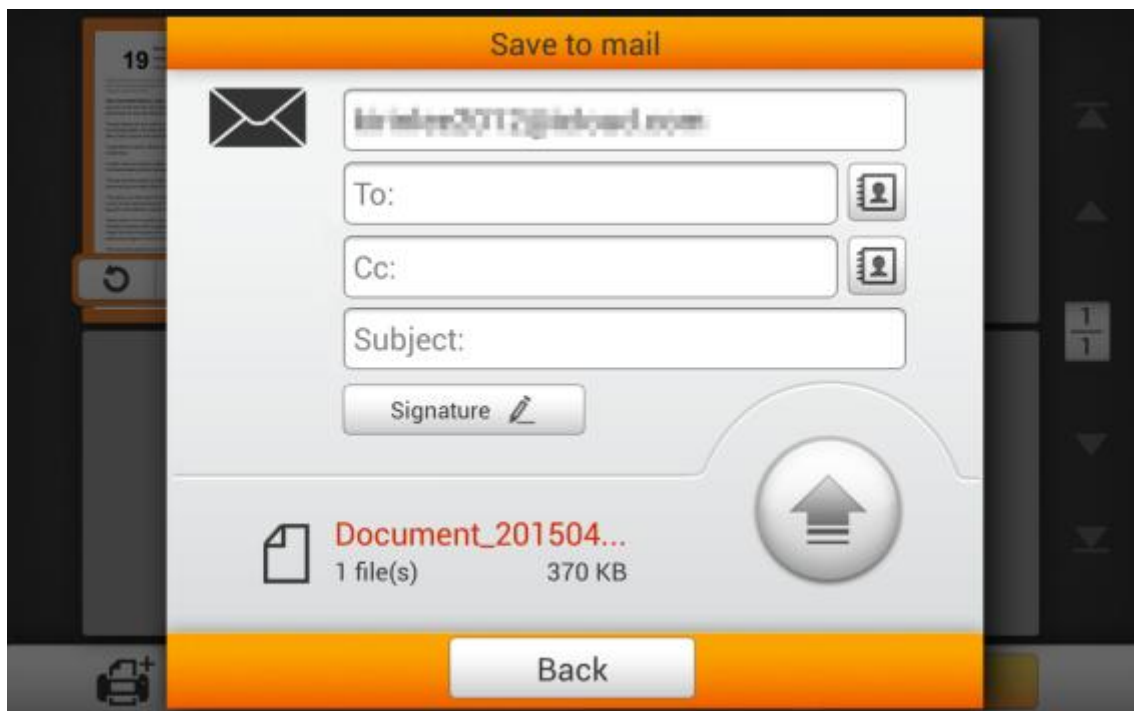 Save to mail
19
To:
Cc:
Subject:
Signature
Document_201504...
1 file(s) 370 KB
1
1
Back